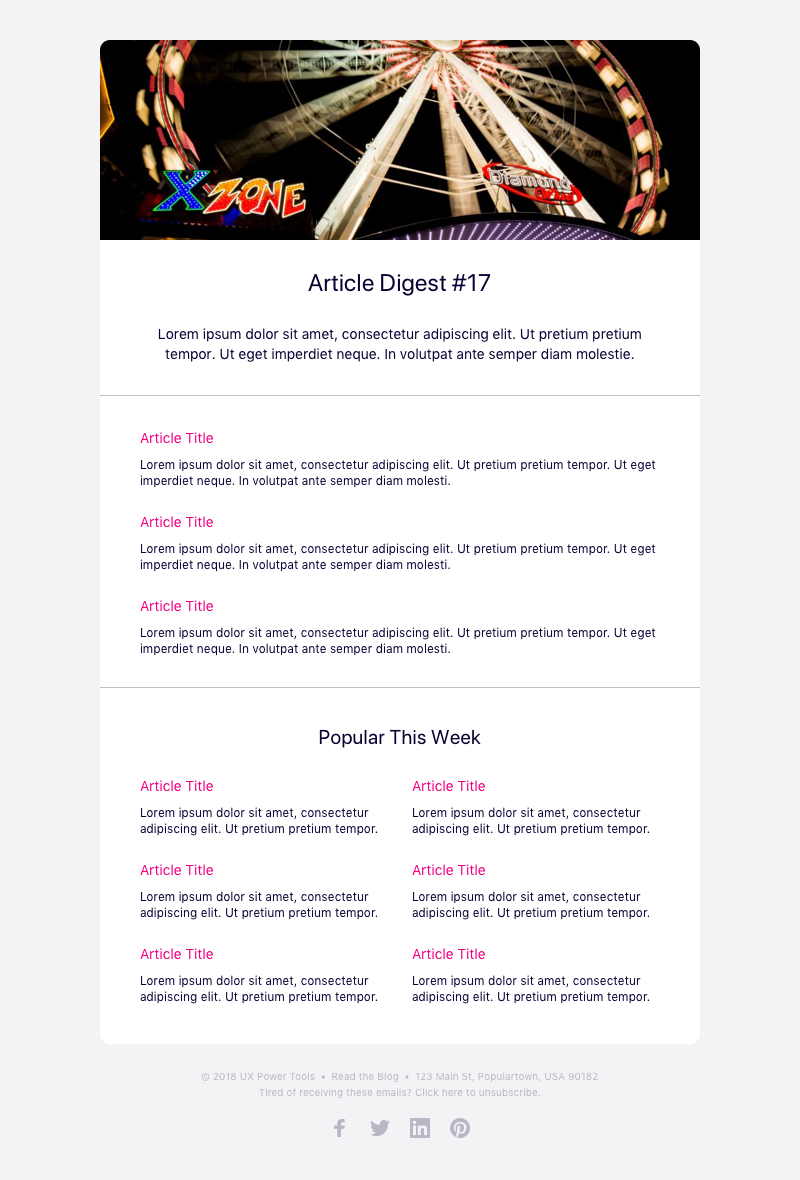 X ZONE
Diamond
Article Digest #17
Lorem ipsum dolor sit amet, consectetur adipiscing elit. Ut pretium pretium
tempor. Ut eget imperdiet neque. In volutpat ante semper diam molestie.
Article Title
Lorem ipsum dolor sit amet, consectetur adipiscing elit. Ut pretium pretium tempor. Ut eget
imperdiet neque. In volutpat ante semper diam molesti.
Article Title
Lorem ipsum dolor sit amet, consectetur adipiscing elit. Ut pretium pretium tempor. Ut eget
imperdiet neque. In volutpat ante semper diam molesti.
Article Title
Lorem ipsum dolor sit amet, consectetur adipiscing elit. Ut pretium pretium tempor. Ut eget
imperdiet neque. In volutpat ante semper diam molesti.
Popular This Week
Article Title
Lorem ipsum dolor sit amet, consectetur
adipiscing elit. Ut pretium pretium tempor.
Article Title
Lorem ipsum dolor sit amet, consectetur
adipiscing elit. Ut pretium pretium tempor.
Article Title
Lorem ipsum dolor sit amet, consectetur
adipiscing elit. Ut pretium pretium tempor.
Article Title
Lorem ipsum dolor sit amet, consectetur
adipiscing elit. Ut pretium pretium tempor.
Article Title
Lorem ipsum dolor sit amet, consectetur
adipiscing elit. Ut pretium pretium tempor.
Article Title
Lorem ipsum dolor sit amet, consectetur
adipiscing elit. Ut pretium pretium tempor.
© 2018 UX Power Tools • Read the Blog • 123 Main St, Populartown, USA 90182
Tired of receiving these emails? Click here to unsubscribe.